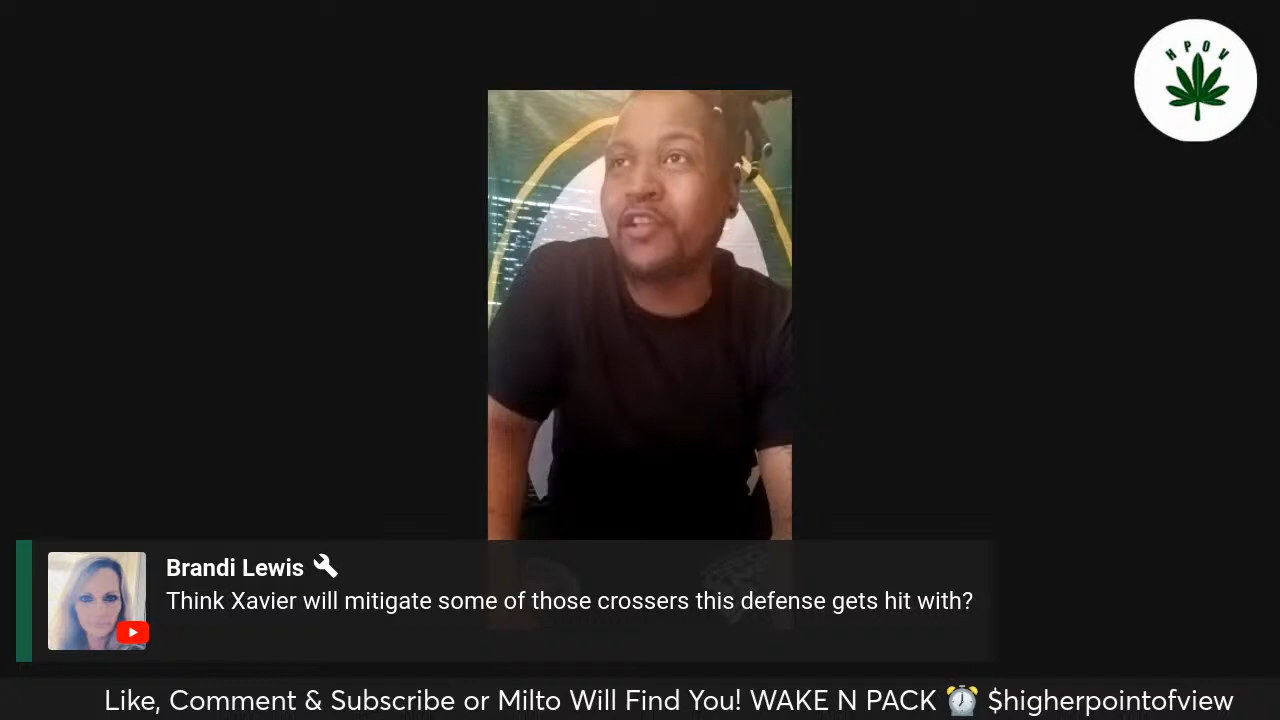 HPOV
Brandi Lewis
Think Xavier will mitigate some of those crossers this defense gets hit with?
Like, Comment & Subscribe or Milto Will Find You! WAKE N PACK ⏰ $higherpointofview